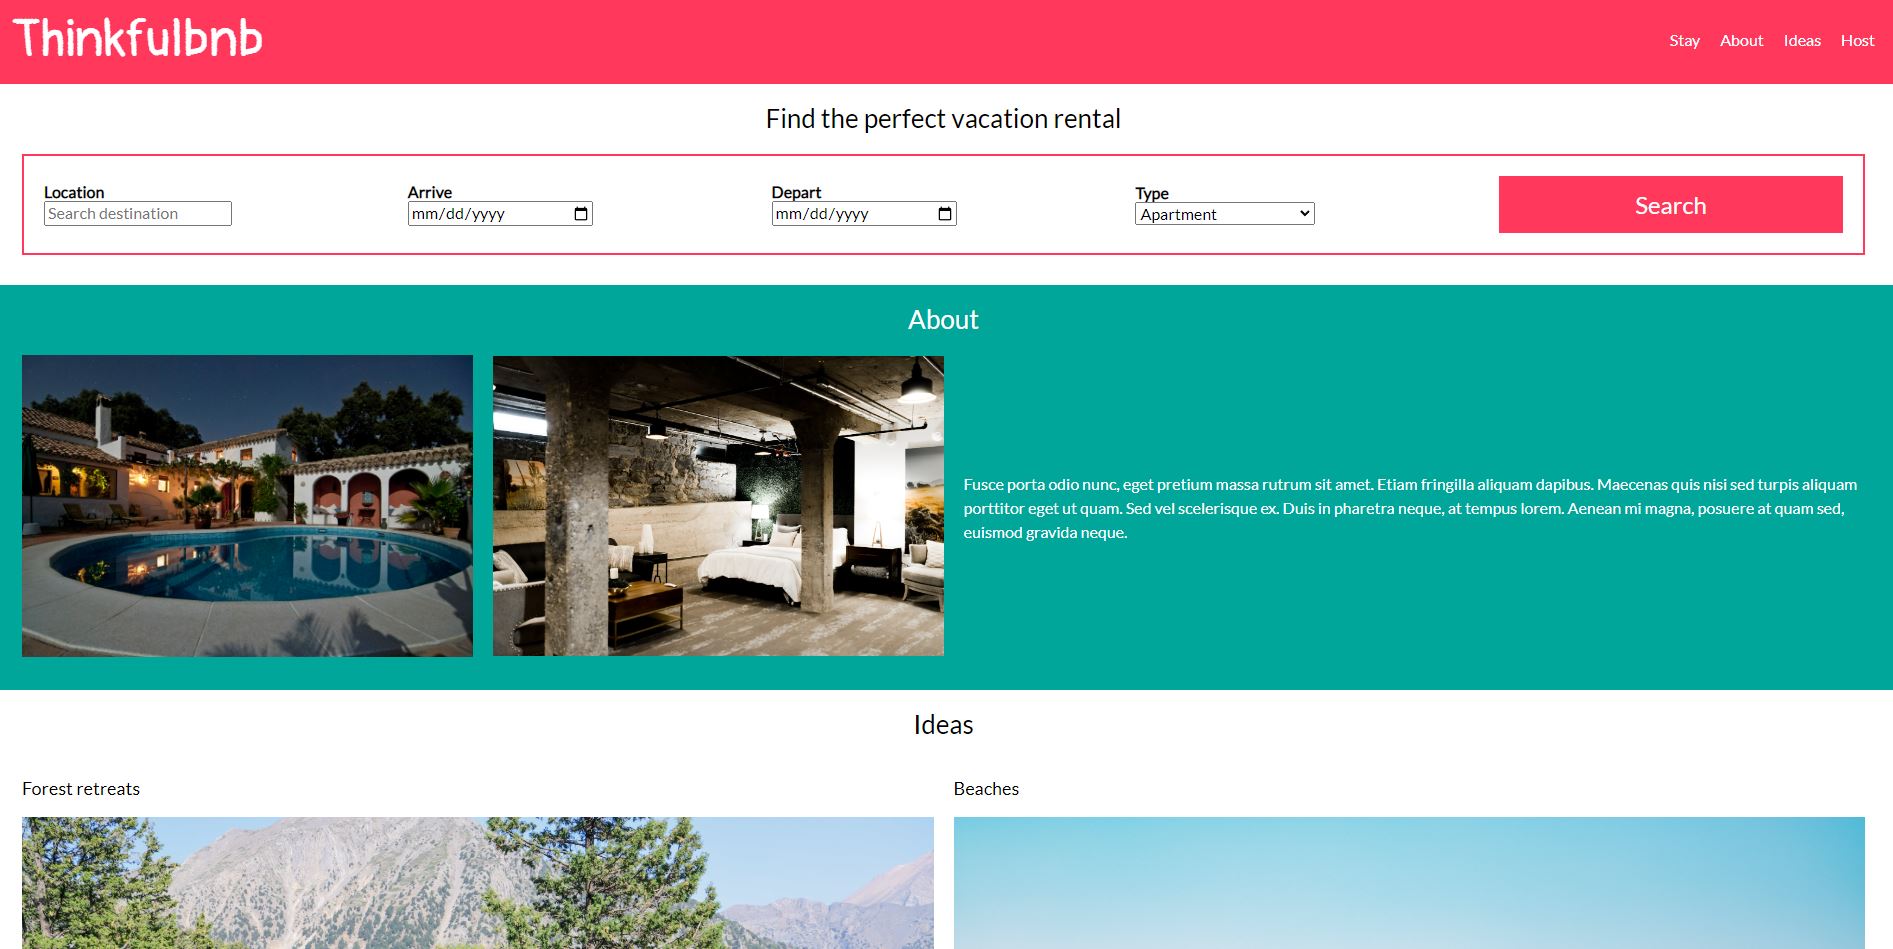 Thinkfulbnb
Stay About Ideas Host
Find the perfect vacation rental
Location Arrive Depart Type
Search destination mm/dd/yyyy mm/dd/yyyy Apartment Search
About
Fusce porta odio nunc, eget pretium massa rutrum sit amet. Etiam fringilla aliquam dapibus. Maecenas quis nisi sed turpis aliquam
porttitor eget ut quam. Sed vel scelerisque ex. Duis in pharetra neque, at tempus lorem. Aenean mi magna, posuere at quam sed,
euismod gravida neque.
Ideas
Forest retreats Beaches